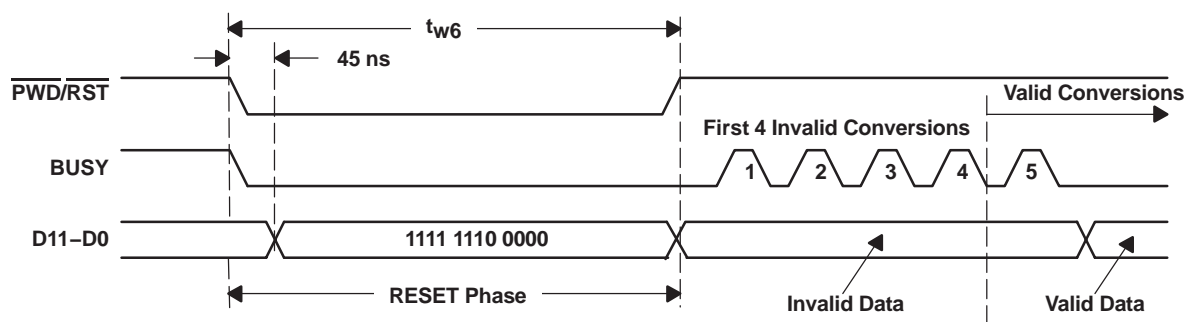 tw6
45 ns
PWD/RST
Valid Conversions
First 4 Invalid Conversions
BUSY
1 2 3 4 5
D11–D0
1111 1110 0000
RESET Phase
Invalid Data
Valid Data